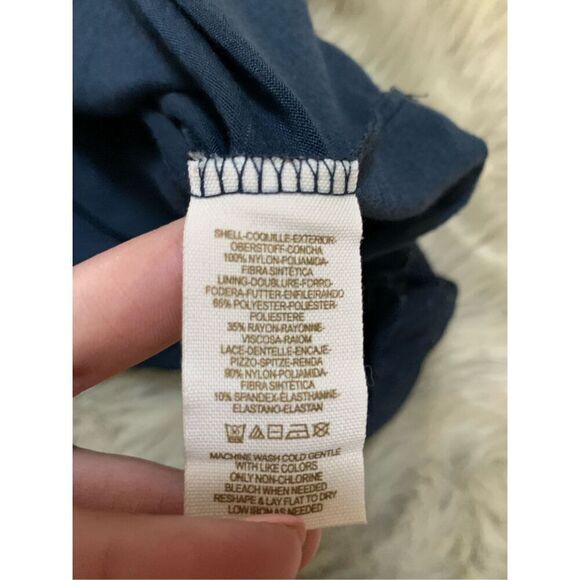 SHELL-COQUILLE-EXTERIOR-
OBERSTOFF-CONCHA
100% NYLON-POLIAMIDA-
FIBRA SINTÉTICA
LINING-DOUBLURE-FORRO-
FODERA-FUTTER-ENFILEIRANDO
65% POLYESTER-POLIÉSTER-
POLIESTERE
35% RAYON-RAYONNE-
VISCOSA-RAIOM
LACE-DENTELLE-ENCAJE-
PIZZO-SPITZE-RENDA
90% NYLON-POLIAMIDA-
FIBRA SINTÉTICA
10% SPANDEX-ÉLASTHANNE-
ELASTANO-ELASTAN
MACHINE WASH COLD GENTLE
WITH LIKE COLORS
ONLY NON-CHLORINE
BLEACH WHEN NEEDED
RESHAPE & LAY FLAT TO DRY
LOW IRON AS NEEDED